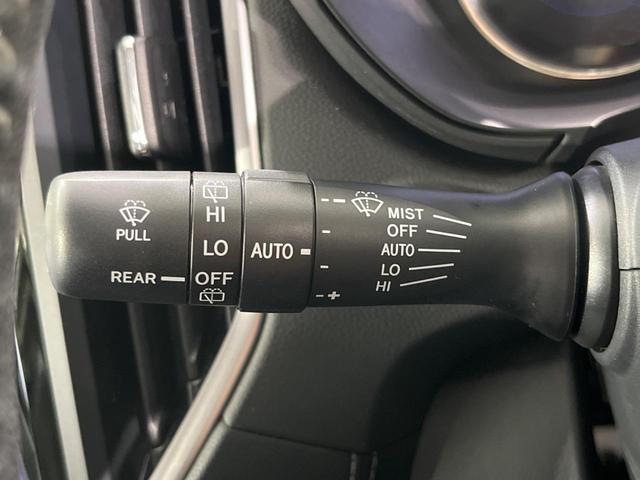 PULL
REAR
HI
LO
OFF
AUTO
- +
MIST
OFF
AUTO
LO
HI